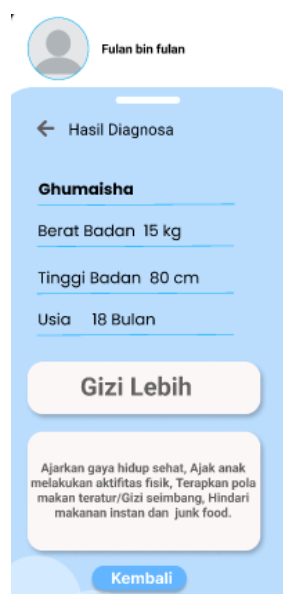 Fulan bin fulan
Hasil Diagnosa
Ghumaisha
Berat Badan 15 kg
Tinggi Badan 80 cm
Usia 18 Bulan
Gizi Lebih
Ajarkan gaya hidup sehat, Ajak anak
melakukan aktifitas fisik, Terapkan pola
makan teratur/Gizi seimbang, Hindari
makanan instan dan junk food.
Kembali